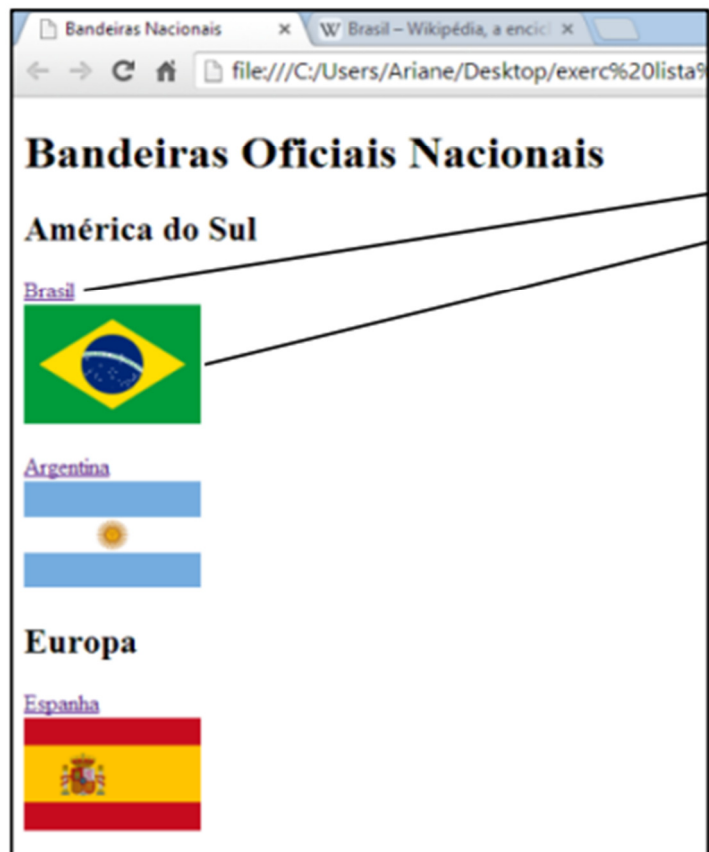 Bandeiras Nacionais
W Brasil – Wikipédia, a encicl
file:///C:/Users/Ariane/Desktop/exerc%20lista%
Bandeiras Oficiais Nacionais
América do Sul
Brasil
Argentina
Europa
Espanha